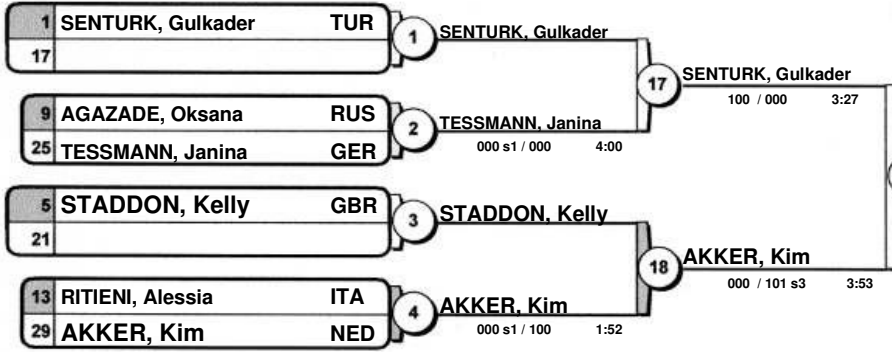 1 SENTURK, Gulkader TUR
17
1 SENTURK, Gulkader
9 AGAZADE, Oksana RUS
25 TESSMANN, Janina GER
2 TESSMANN, Janina
000 s1 / 000 4:00
17 SENTURK, Gulkader
100 / 000 3:27
5 STADDON, Kelly GBR
21
3 STADDON, Kelly
13 RITIENI, Alessia ITA
29 AKKER, Kim NED
4 AKKER, Kim
000 s1 / 100 1:52
18 AKKER, Kim
000 / 101 s3 3:53